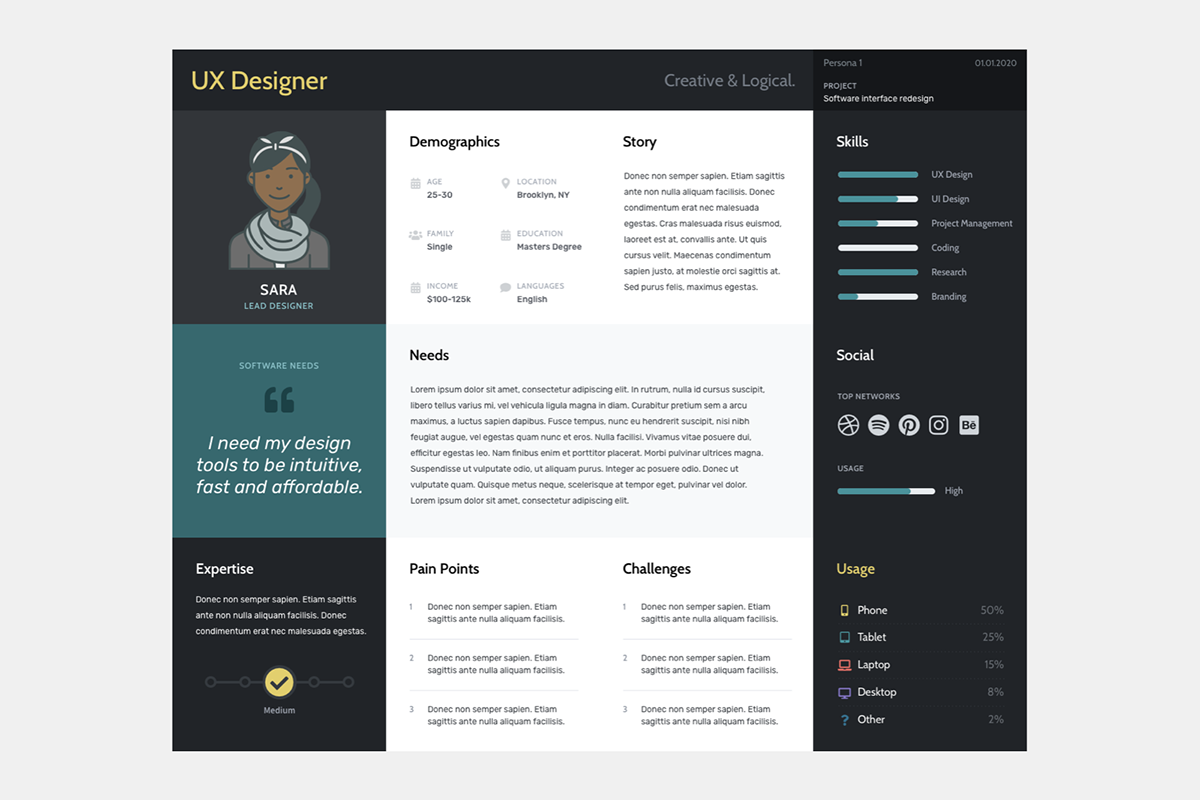 UX Designer
Creative & Logical.
Persona 1
01.01.2020
PROJECT
Software interface redesign
SARA
LEAD DESIGNER
Demographics
AGE
25-30
LOCATION
Brooklyn, NY
FAMILY
Single
EDUCATION
Masters Degree
INCOME
$100-125k
LANGUAGES
English
Story
Donec non semper sapien. Etiam sagittis
ante non nulla aliquam facilisis. Donec
condimentum erat nec malesuada
egestas. Cras malesuada risus euismod,
laoreet est at, convallis ante. Ut quis
cursus velit. Maecenas condimentum
sapien justo, at molestie orci sagittis at.
Sed purus felis, maximus egestas.
Skills
UX Design
UI Design
Project Management
Coding
Research
Branding
SOFTWARE NEEDS
“
I need my design
tools to be intuitive,
fast and affordable.
Needs
Lorem ipsum dolor sit amet, consectetur adipiscing elit. In rutrum, nulla id cursus suscipit,
libero tellus varius mi, vel vehicula ligula magna in diam. Curabitur pretium sem a arcu
maximus, a luctus sapien dapibus. Fusce tempus, nunc eu hendrerit suscipit, nisi nibh
feugiat augue, vel egestas quam nunc et eros. Nulla facilisi. Vivamus vitae posuere dui,
efficitur egestas leo. Nam finibus enim et porttitor placerat. Morbi pulvinar ultrices magna.
Suspendisse ut vulputate odio, ut aliquam purus. Integer ac posuere odio. Donec ut
vulputate quam. Quisque metus neque, scelerisque at tempor eget, pulvinar vel dolor.
Lorem ipsum dolor sit amet, consectetur adipiscing elit.
Social
TOP NETWORKS
Bē
USAGE
High
Expertise
Donec non semper sapien. Etiam sagittis
ante non nulla aliquam facilisis. Donec
condimentum erat nec malesuada egestas.
Medium
Pain Points
1 Donec non semper sapien. Etiam
sagittis ante nulla aliquam facilisis.
2 Donec non semper sapien. Etiam
sagittis ante nulla aliquam facilisis.
3 Donec non semper sapien. Etiam
sagittis ante nulla aliquam facilisis.
Challenges
1 Donec non semper sapien. Etiam
sagittis ante nulla aliquam facilisis.
2 Donec non semper sapien. Etiam
sagittis ante nulla aliquam facilisis.
3 Donec non semper sapien. Etiam
sagittis ante nulla aliquam facilisis.
Usage
Phone 50%
Tablet 25%
Laptop 15%
Desktop 8%
? Other 2%